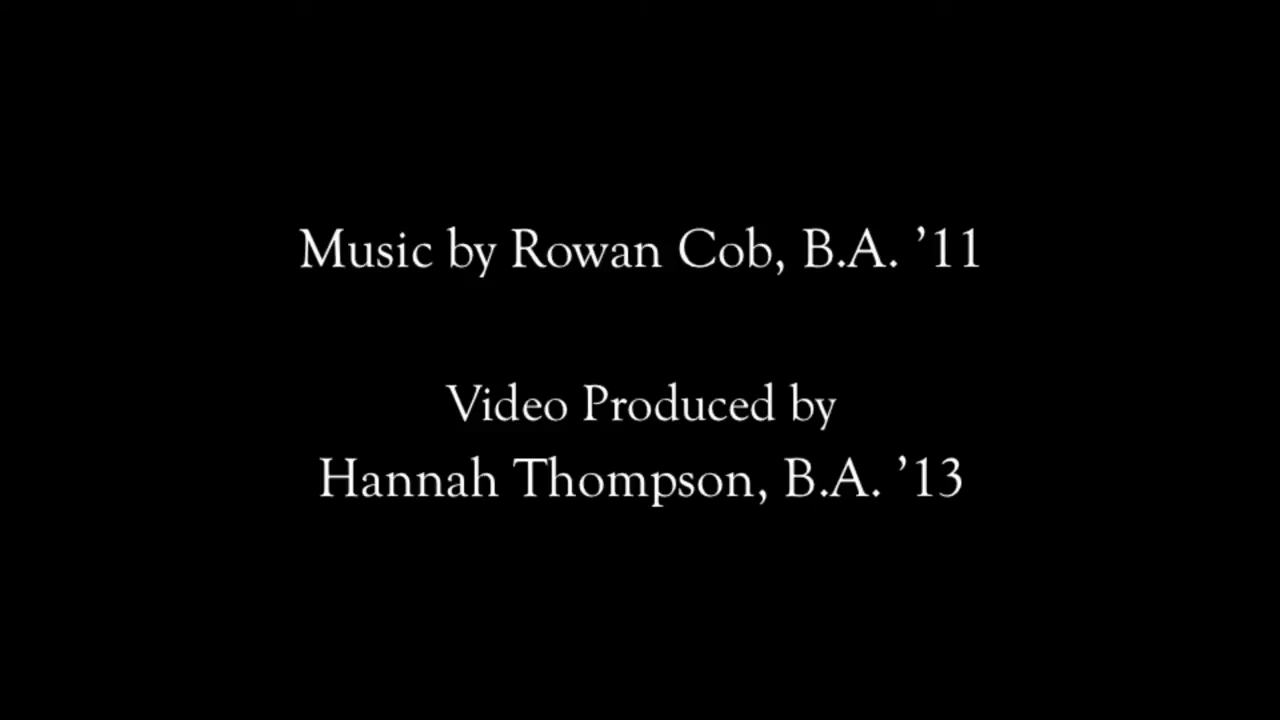 Music by Rowan Cob, B.A. ’11
Video Produced by
Hannah Thompson, B.A. ’13